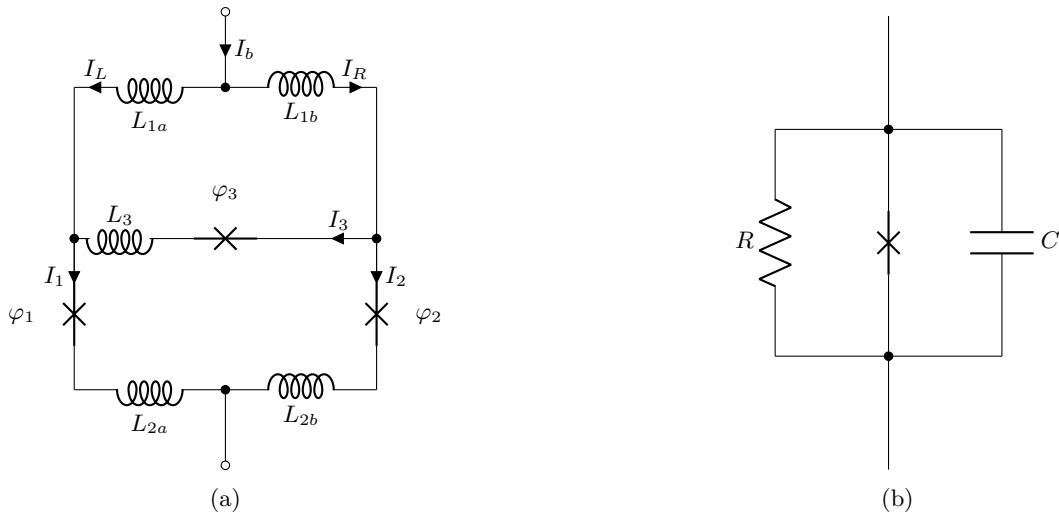 I_b
I_L
I_R
L_{1a}
L_{1b}
φ_3
L_3
I_3
I_1
I_2
φ_1
φ_2
L_{2a}
L_{2b}
(a)
R
C
(b)